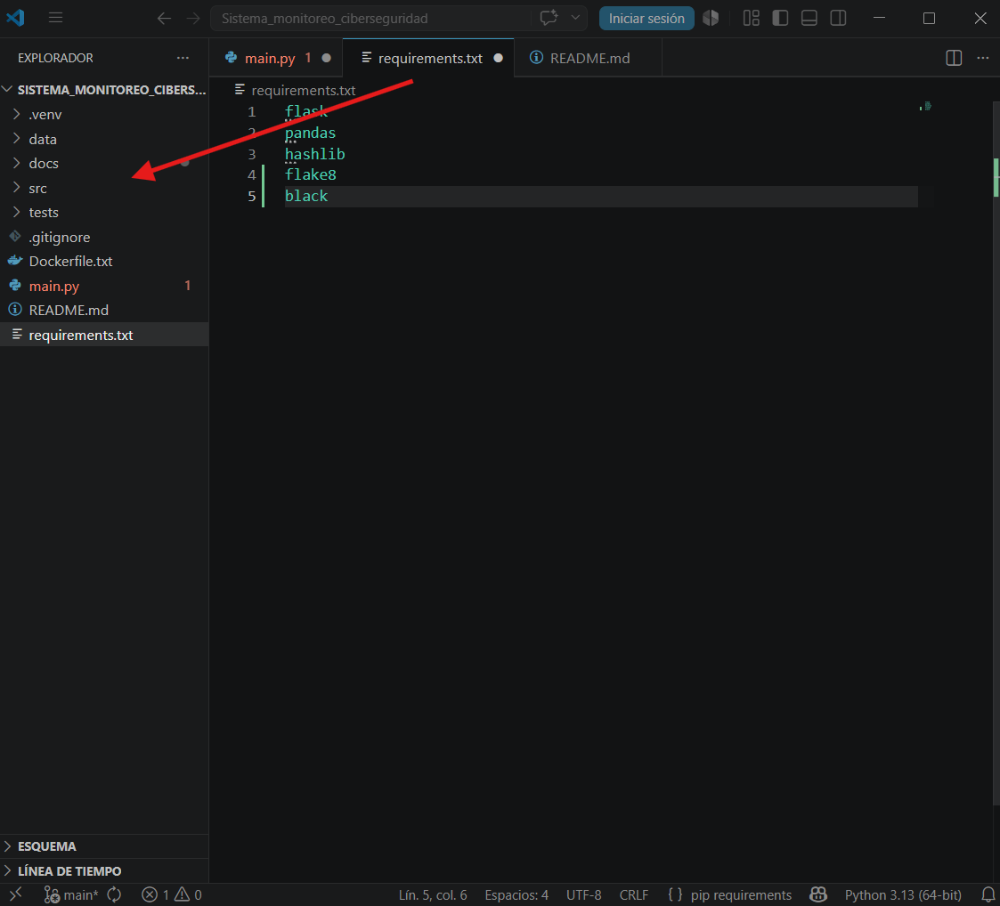 Sistema_monitoreo_ciberseguridad
Iniciar sesión
EXPLORADOR
main.py 1
requirements.txt
README.md
SISTEMA_MONITOREO_CIBERS...
.venv
data
docs
src
tests
.gitignore
Dockerfile.txt
main.py 1
README.md
requirements.txt
requirements.txt
1 flask
2 pandas
3 hashlib
4 flake8
5 black
ESQUEMA
LÍNEA DE TIEMPO
main* 1 0 Lín. 5, col. 6 Espacios: 4 UTF-8 CRLF { } pip requirements Python 3.13 (64-bit)